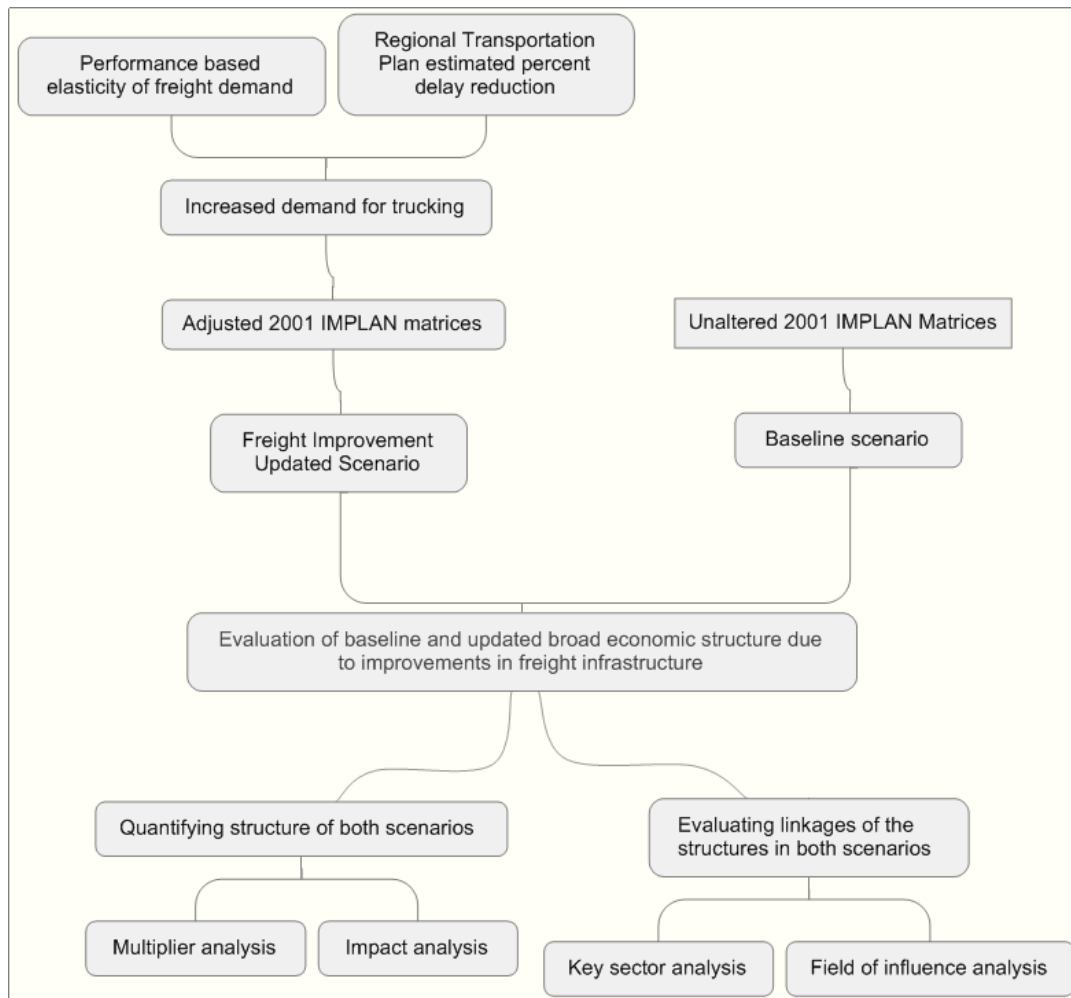 Performance based
elasticity of freight demand
Regional Transportation
Plan estimated percent
delay reduction
Increased demand for trucking
Adjusted 2001 IMPLAN matrices
Unaltered 2001 IMPLAN Matrices
Freight Improvement
Updated Scenario
Baseline scenario
Evaluation of baseline and updated broad economic structure due
to improvements in freight infrastructure
Quantifying structure of both scenarios
Evaluating linkages of the
structures in both scenarios
Multiplier analysis
Impact analysis
Key sector analysis
Field of influence analysis